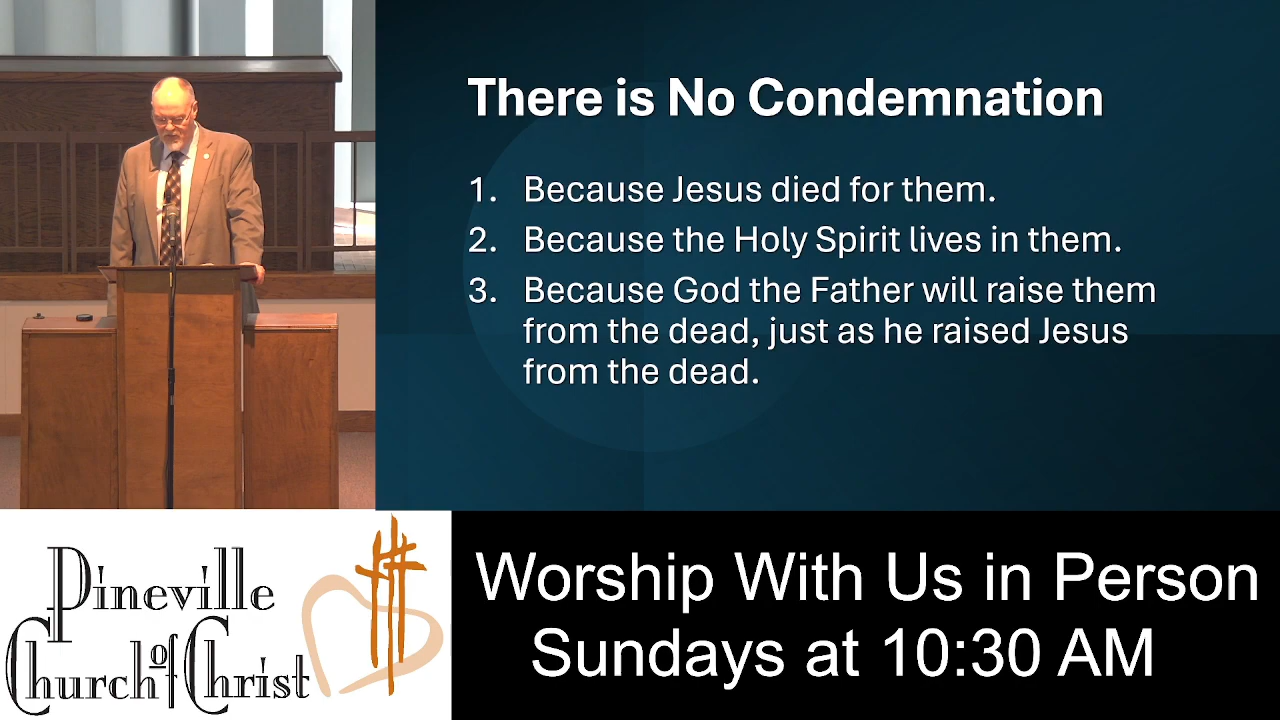 There is No Condemnation
1. Because Jesus died for them.
2. Because the Holy Spirit lives in them.
3. Because God the Father will raise them
from the dead, just as he raised Jesus
from the dead.
Pineville
Church of Christ
Worship With Us in Person
Sundays at 10:30 AM